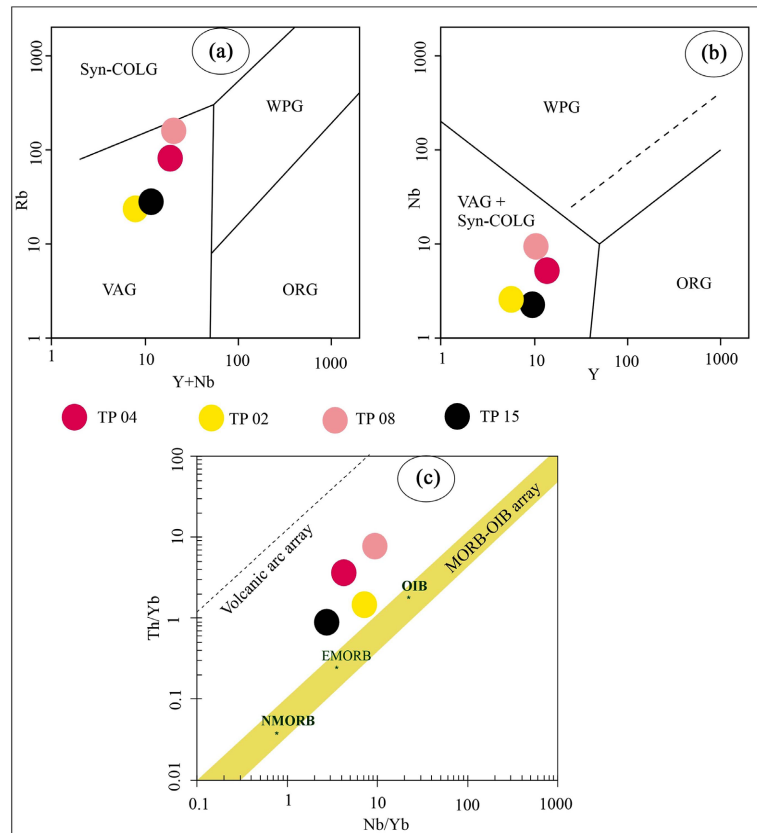 (a)
Syn-COLG
WPG
VAG
ORG
Rb
1000
100
10
1
1
10
100
1000
Y+Nb
(b)
WPG
VAG +
Syn-COLG
ORG
Nb
1000
100
10
1
1
10
100
1000
Y
TP 04
TP 02
TP 08
TP 15
(c)
Volcanic arc array
MORB-OIB array
OIB
EMORB
NMORB
Th/Yb
100
10
1
0.1
0.01
0.1
1
10
100
1000
Nb/Yb